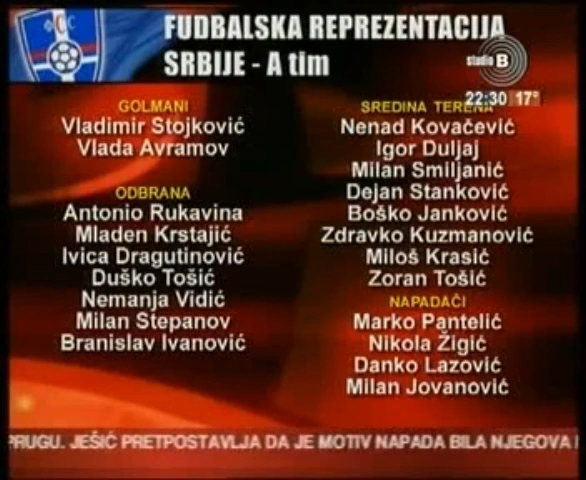 FUDBALSKA REPREZENTACIJA
SRBIJE - A tim
studio B
22:30 17°
GOLMANI
Vladimir Stojković
Vlada Avramov
ODBRANA
Antonio Rukavina
Mladen Krstajić
Ivica Dragutinović
Duško Tošić
Nemanja Vidić
Milan Stepanov
Branislav Ivanović
SREDINA TERENA
Nenad Kovačević
Igor Duljaj
Milan Smiljanić
Dejan Stanković
Boško Janković
Zdravko Kuzmanović
Miloš Krasić
Zoran Tošić
NAPADAČI
Marko Pantelić
Nikola Žigić
Danko Lazović
Milan Jovanović
PRUGU. JEŠIĆ PRETPOSTAVLJA DA JE MOTIV NAPADA BILA NJEGOVA